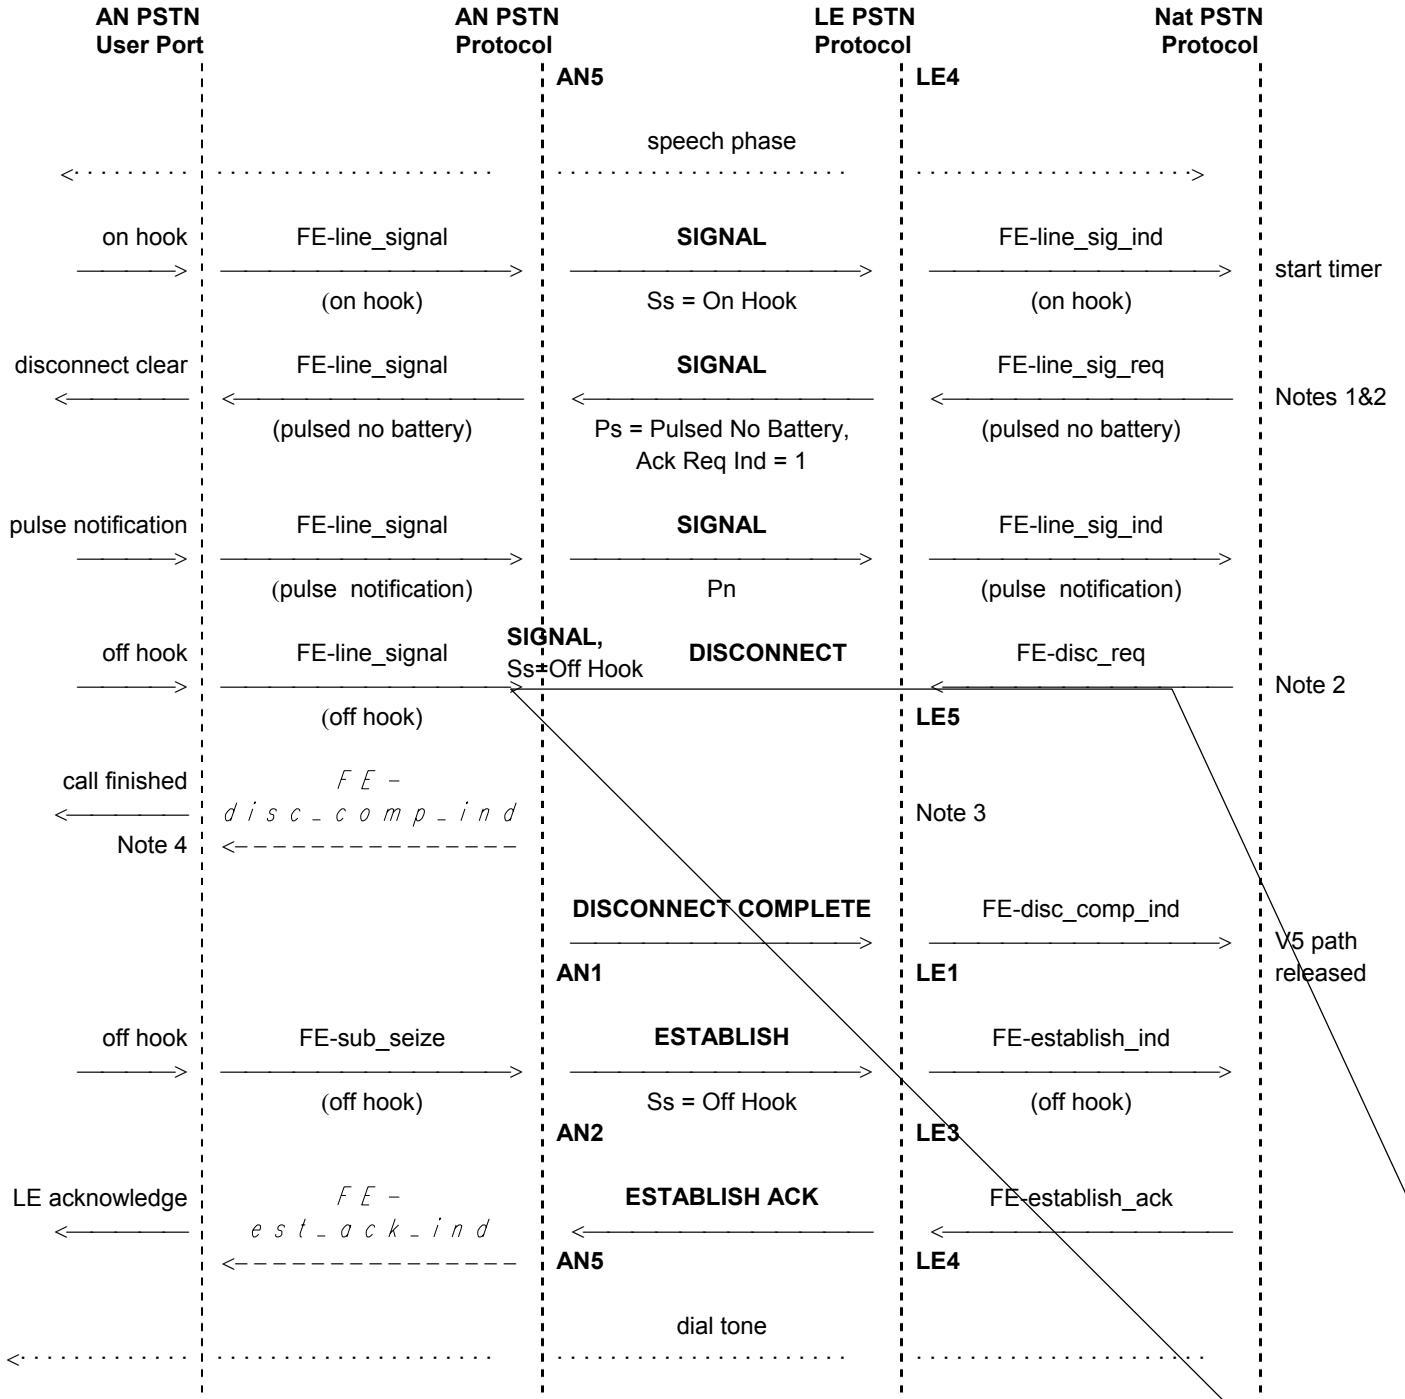 AN PSTN AN PSTN LE PSTN Nat PSTN
User Port Protocol Protocol Protocol
AN5 LE4
speech phase
on hook FE-line_signal SIGNAL FE-line_sig_ind
start timer
(on hook) Ss = On Hook (on hook)
disconnect clear FE-line_signal SIGNAL FE-line_sig_req
Notes 1&2
(pulsed no battery) Ps = Pulsed No Battery, (pulsed no battery)
Ack Req Ind = 1
pulse notification FE-line_signal SIGNAL FE-line_sig_ind
(pulse notification) Pn (pulse notification)
SIGNAL,
off hook FE-line_signal DISCONNECT FE-disc_req
Ss=Off Hook
Note 2
(off hook) LE5
call finished FE-
disc_comp_ind Note 3
Note 4
DISCONNECT COMPLETE FE-disc_comp_ind
V5 path
AN1 LE1 released
off hook FE-sub_seize ESTABLISH FE-establish_ind
(off hook) Ss = Off Hook (off hook)
AN2 LE3
LE acknowledge FE- ESTABLISH ACK FE-establish_ack
est_ack_ind
AN5 LE4
dial tone